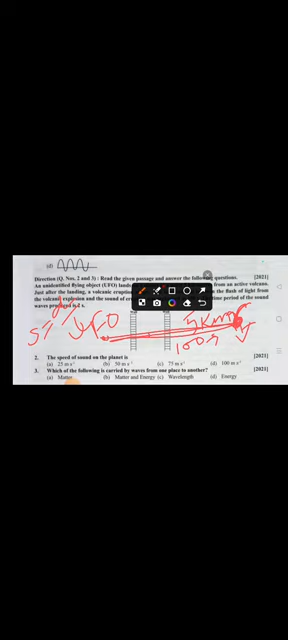 (d)
Direction (Q. Nos. 2 and 3) : Read the given passage and answer the following questions. [2021]
An unidentified flying object (UFO) lands from an active volcano.
Just after the landing, a volcanic eruption the flash of light from
the volcanic explosion and the sound of time period of the sound
waves produced is 2 s.
S= UFO 5Km V
100s
2. The speed of sound on the planet is [2021]
(a) 25 m s⁻¹ (b) 50 m s⁻¹ (c) 75 m s⁻¹ (d) 100 m s⁻¹
3. Which of the following is carried by waves from one place to another? [2021]
(a) Matter (b) Matter and Energy (c) Wavelength (d) Energy